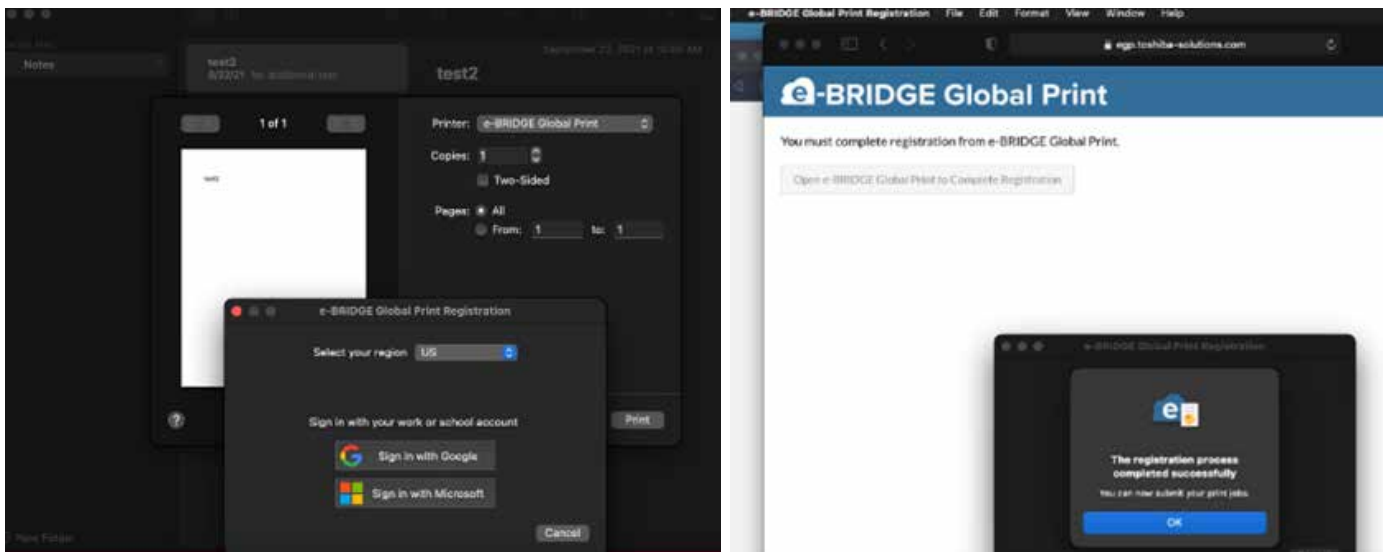 Notes
test2
test2
1 of 1
Printer: e-BRIDGE Global Print
Copies: 1
Two-Sided
Pages: All
From: 1 to: 1
e-BRIDGE Global Print Registration
Select your region US
Sign in with your work or school account
Sign in with Google
Sign in with Microsoft
?
Print
Cancel
New Folder
e-BRIDGE Global Print Registration File Edit Format View Window Help
egp.toshiba-solutions.com
e-BRIDGE Global Print
You must complete registration from e-BRIDGE Global Print.
Open e-BRIDGE Global Print to Complete Registration
e-BRIDGE Global Print Registration
The registration process
completed successfully
You can now submit your print jobs.
OK